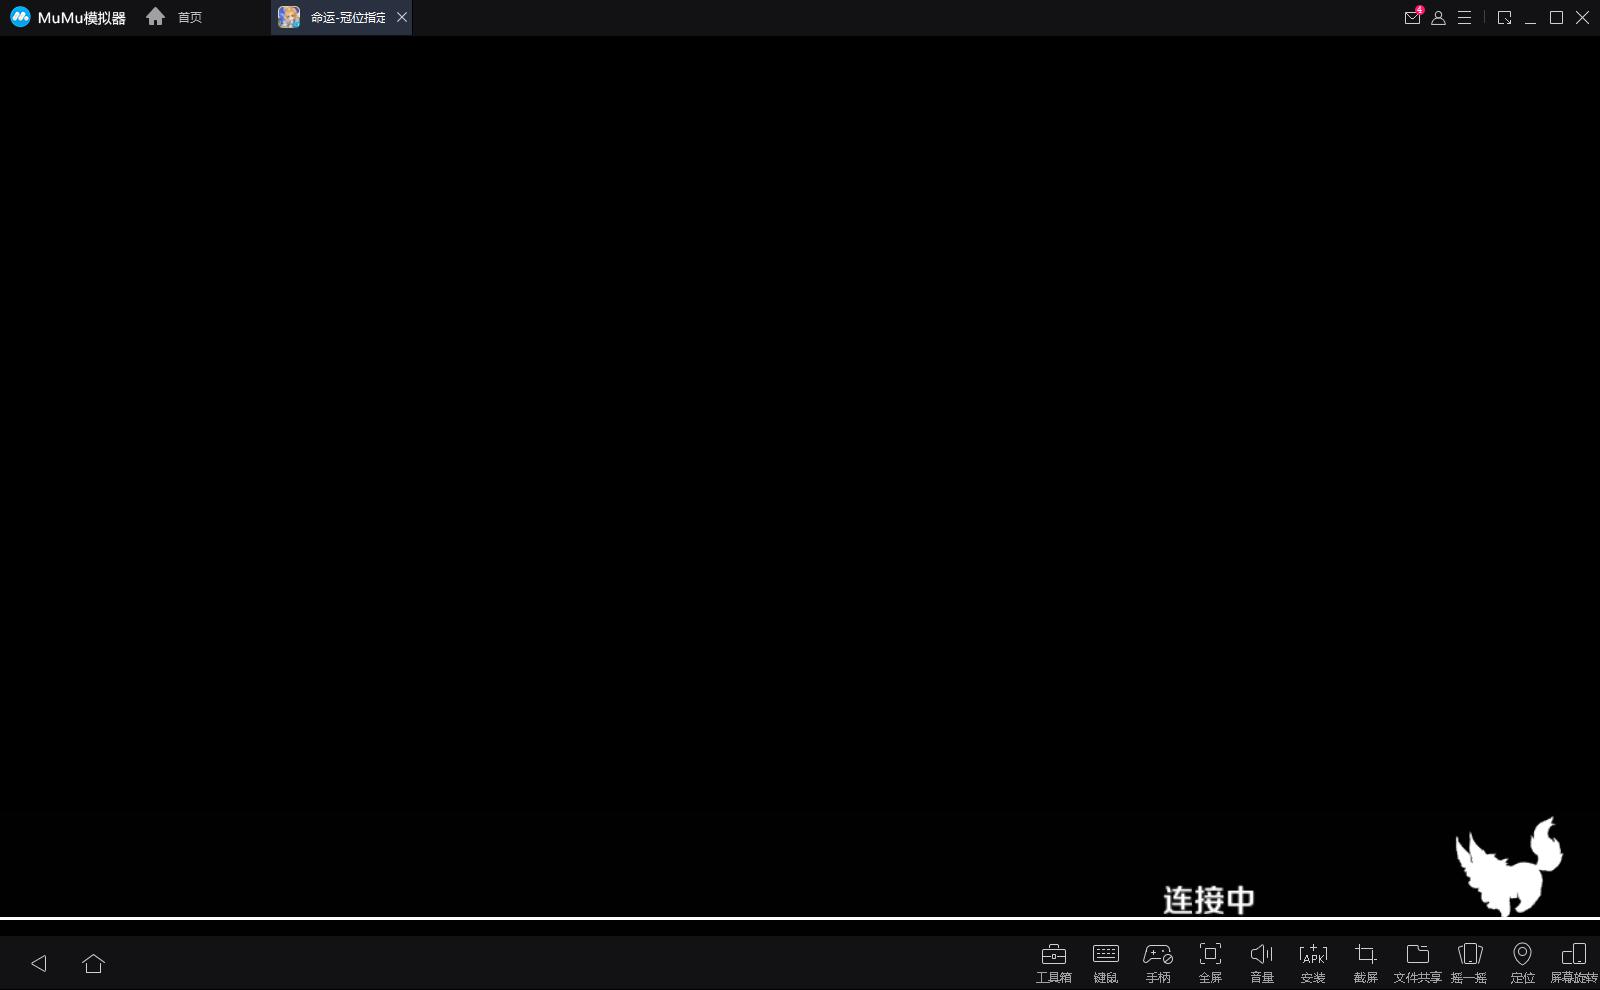 MuMu模拟器
首页
命运-冠位指定
4
连接中
工具箱
键鼠
手柄
全屏
音量
APK
安装
截屏
文件共享
摇一摇
定位
屏幕旋转